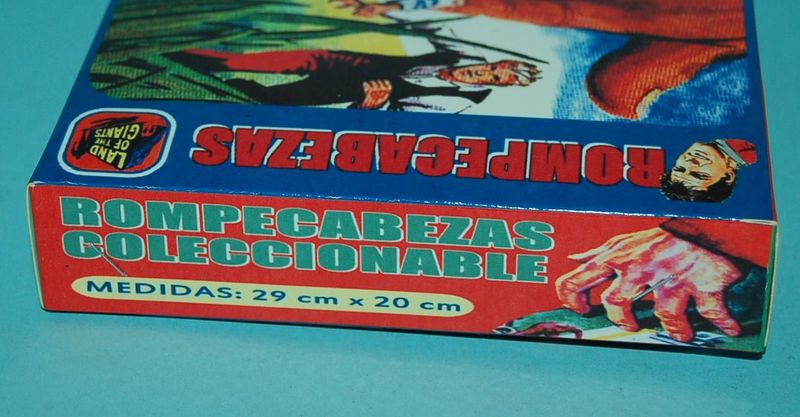 LAND
OF THE
GIANTS
ROMPECABEZAS
ROMPECABEZAS
COLECCIONABLE
MEDIDAS: 29 cm x 20 cm